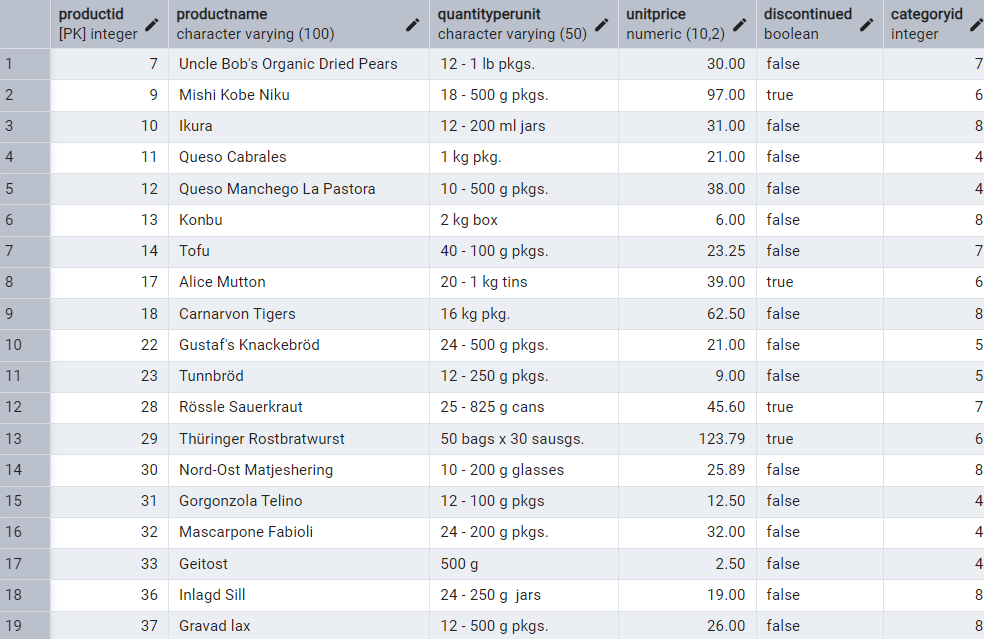 productid productname quantityperunit unitprice discontinued categoryid
[PK] integer character varying (100) character varying (50) numeric (10,2) boolean integer
1 7 Uncle Bob's Organic Dried Pears 12 - 1 lb pkgs. 30.00 false 7
2 9 Mishi Kobe Niku 18 - 500 g pkgs. 97.00 true 6
3 10 Ikura 12 - 200 ml jars 31.00 false 8
4 11 Queso Cabrales 1 kg pkg. 21.00 false 4
5 12 Queso Manchego La Pastora 10 - 500 g pkgs. 38.00 false 4
6 13 Konbu 2 kg box 6.00 false 8
7 14 Tofu 40 - 100 g pkgs. 23.25 false 7
8 17 Alice Mutton 20 - 1 kg tins 39.00 true 6
9 18 Carnarvon Tigers 16 kg pkg. 62.50 false 8
10 22 Gustaf's Knackebröd 24 - 500 g pkgs. 21.00 false 5
11 23 Tunnbröd 12 - 250 g pkgs. 9.00 false 5
12 28 Rössle Sauerkraut 25 - 825 g cans 45.60 true 7
13 29 Thüringer Rostbratwurst 50 bags x 30 sausgs. 123.79 true 6
14 30 Nord-Ost Matjeshering 10 - 200 g glasses 25.89 false 8
15 31 Gorgonzola Telino 12 - 100 g pkgs 12.50 false 4
16 32 Mascarpone Fabioli 24 - 200 g pkgs. 32.00 false 4
17 33 Geitost 500 g 2.50 false 4
18 36 Inlagd Sill 24 - 250 g  jars 19.00 false 8
19 37 Gravad lax 12 - 500 g pkgs. 26.00 false 8